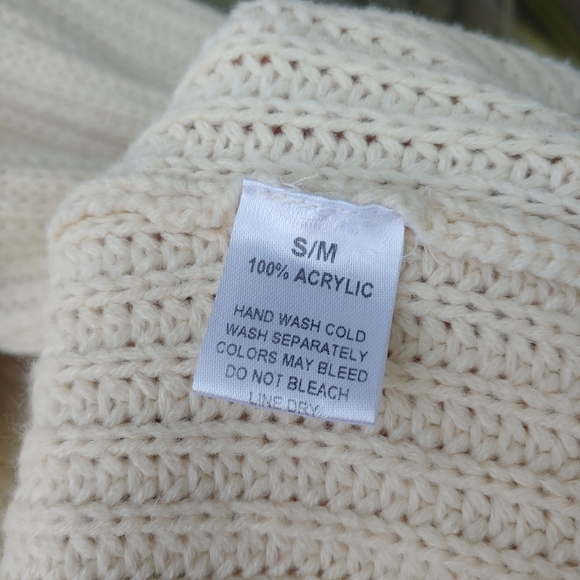 S/M
100% ACRYLIC
HAND WASH COLD
WASH SEPARATELY
COLORS MAY BLEED
DO NOT BLEACH
LINE DRY